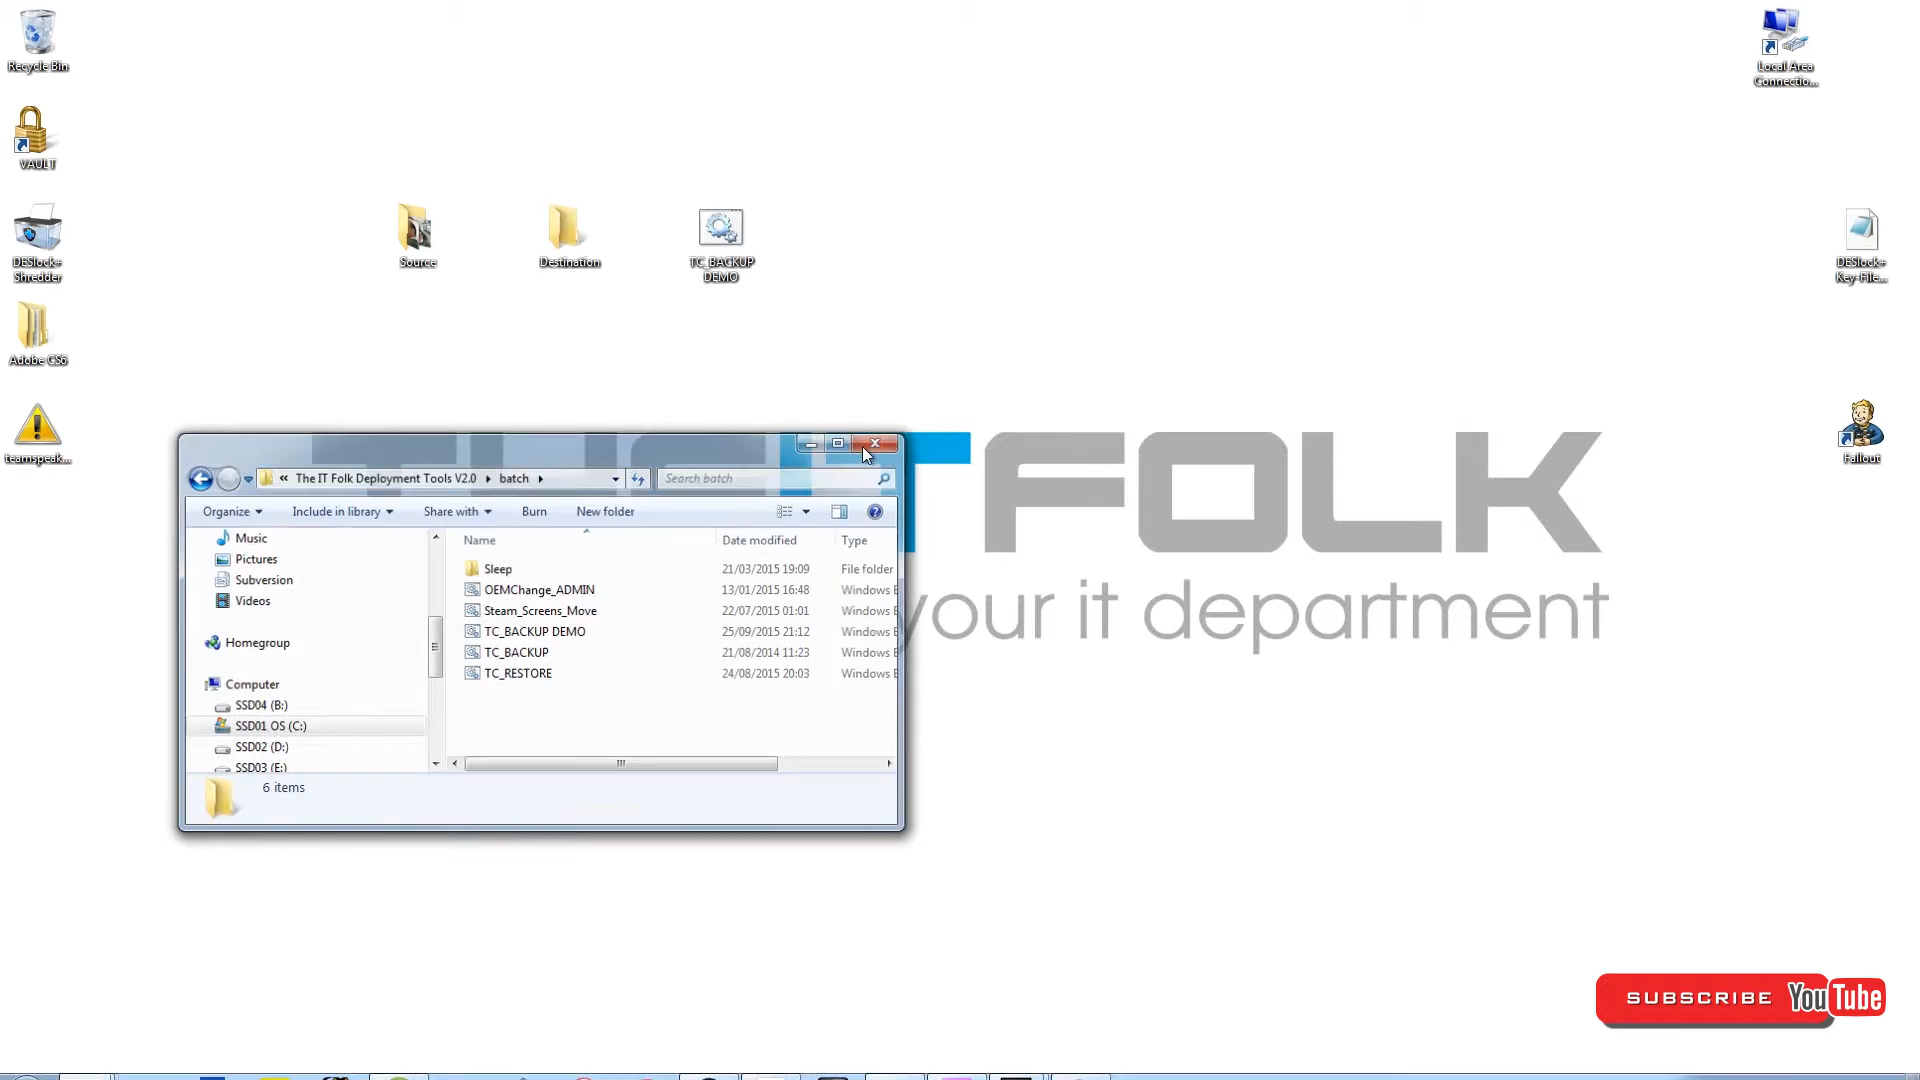 Recycle Bin
Local Area
Connectio...
VAULT
Source
Destination
TC_BACKUP
DEMO
DESlock+
Shredder
DESlock+
Key-File...
Adobe CS6
teamspeak...
Fallout
«
The IT Folk Deployment Tools V2.0
batch
Search batch
Organize
Include in library
Share with
Burn
New folder
Music
Pictures
Subversion
Videos
Homegroup
Computer
SSD04 (B:)
SSD01 OS (C:)
SSD02 (D:)
SSD03 (E:)
Name Date modified Type
Sleep 21/03/2015 19:09 File folder
OEMChange_ADMIN 13/01/2015 16:48 Windows
Steam_Screens_Move 22/07/2015 01:01 Windows
TC_BACKUP DEMO 25/09/2015 21:12 Windows
TC_BACKUP 21/08/2014 11:23 Windows
TC_RESTORE 24/08/2015 20:03 Windows
6 items
FOLK
your it department
SUBSCRIBE YouTube